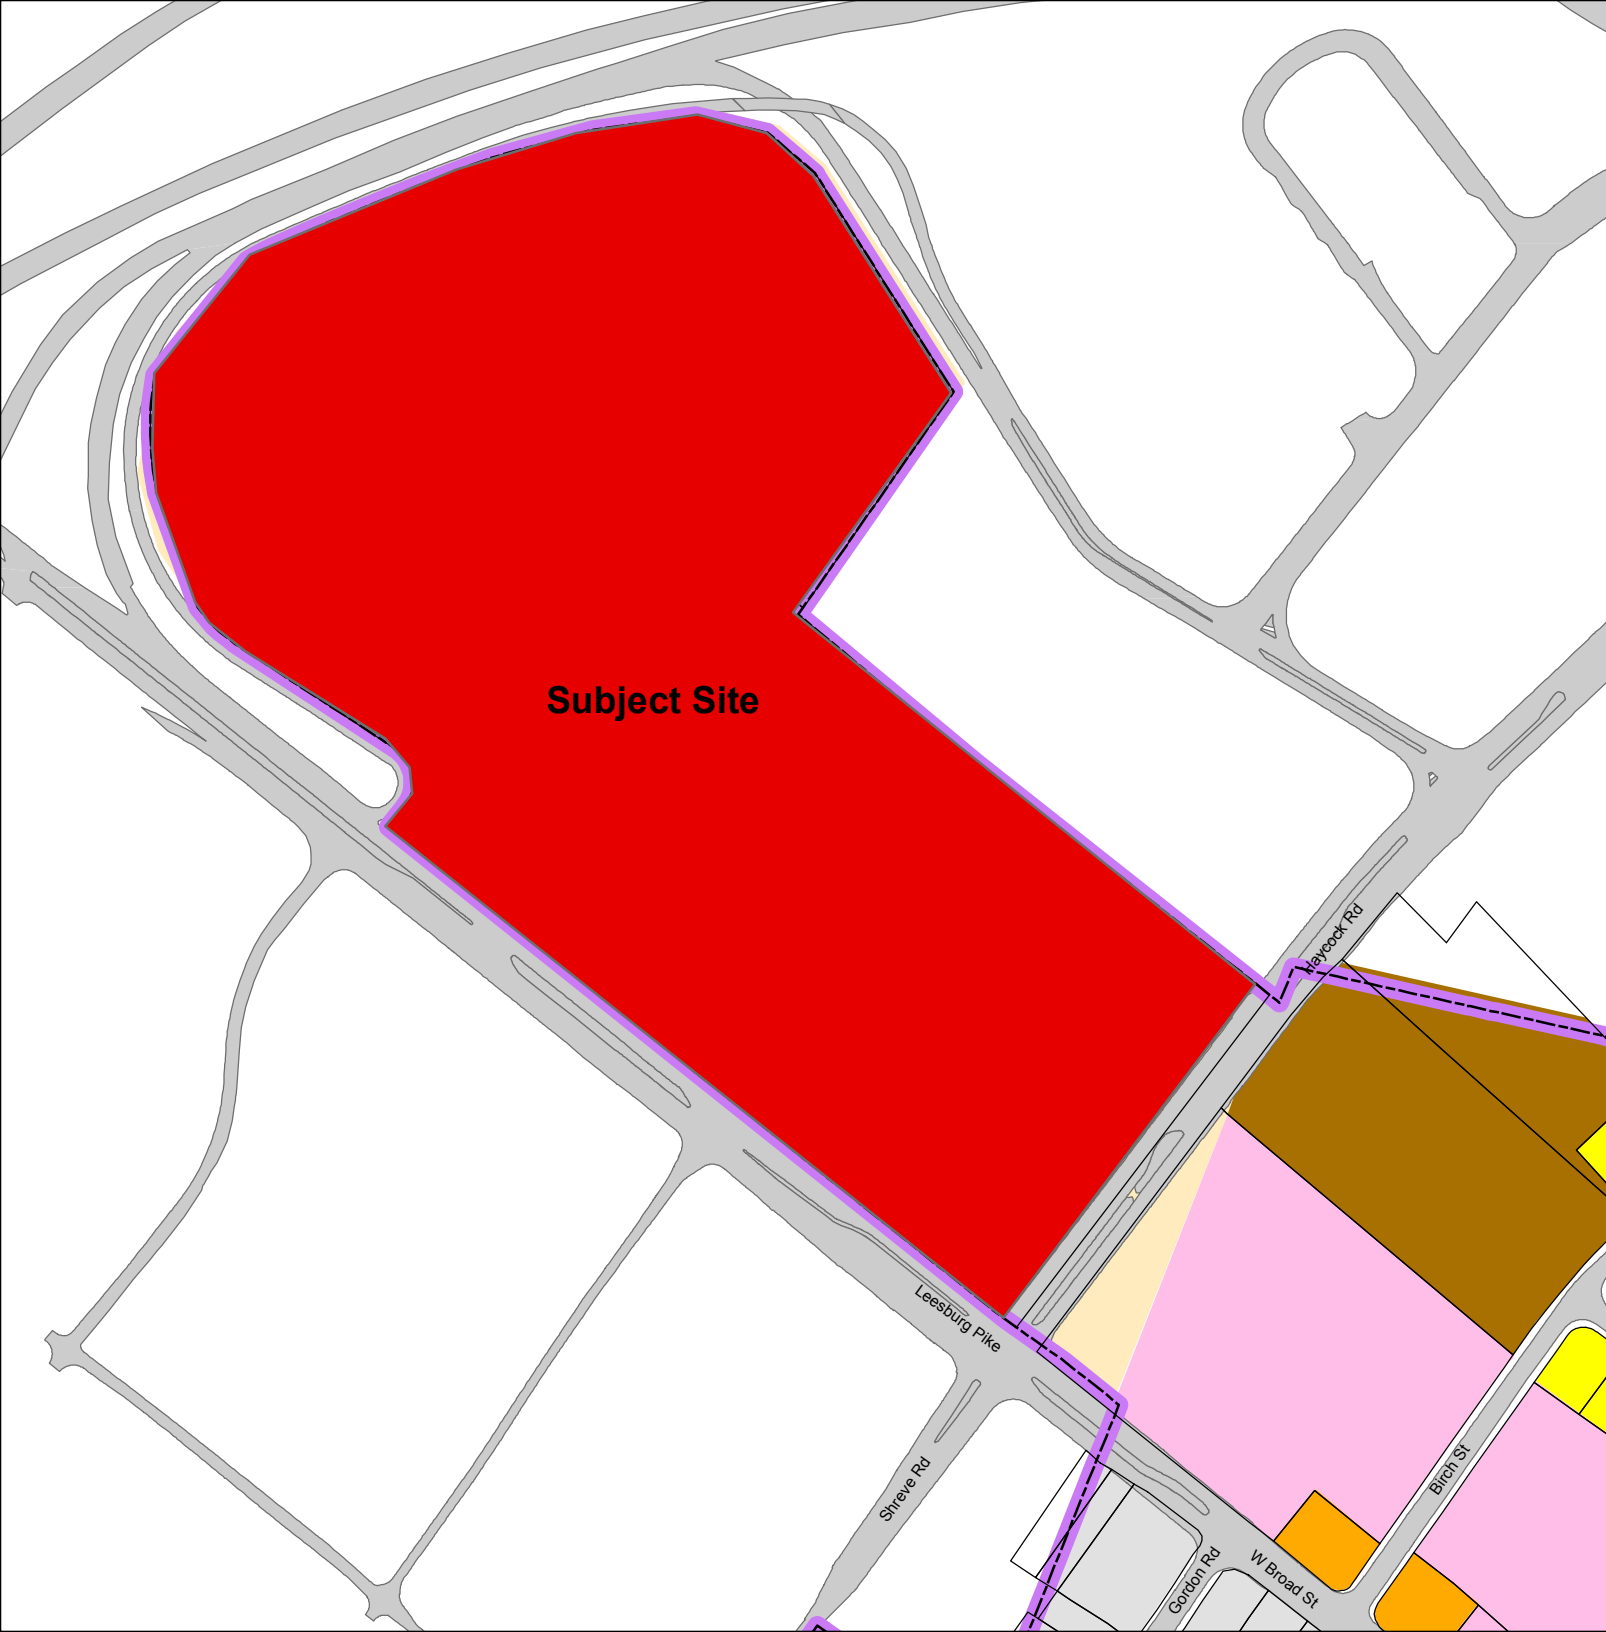 Subject Site
Haycock Rd
Leesburg Pike
Shreve Rd
Birch St
Gordon Rd
W Broad St